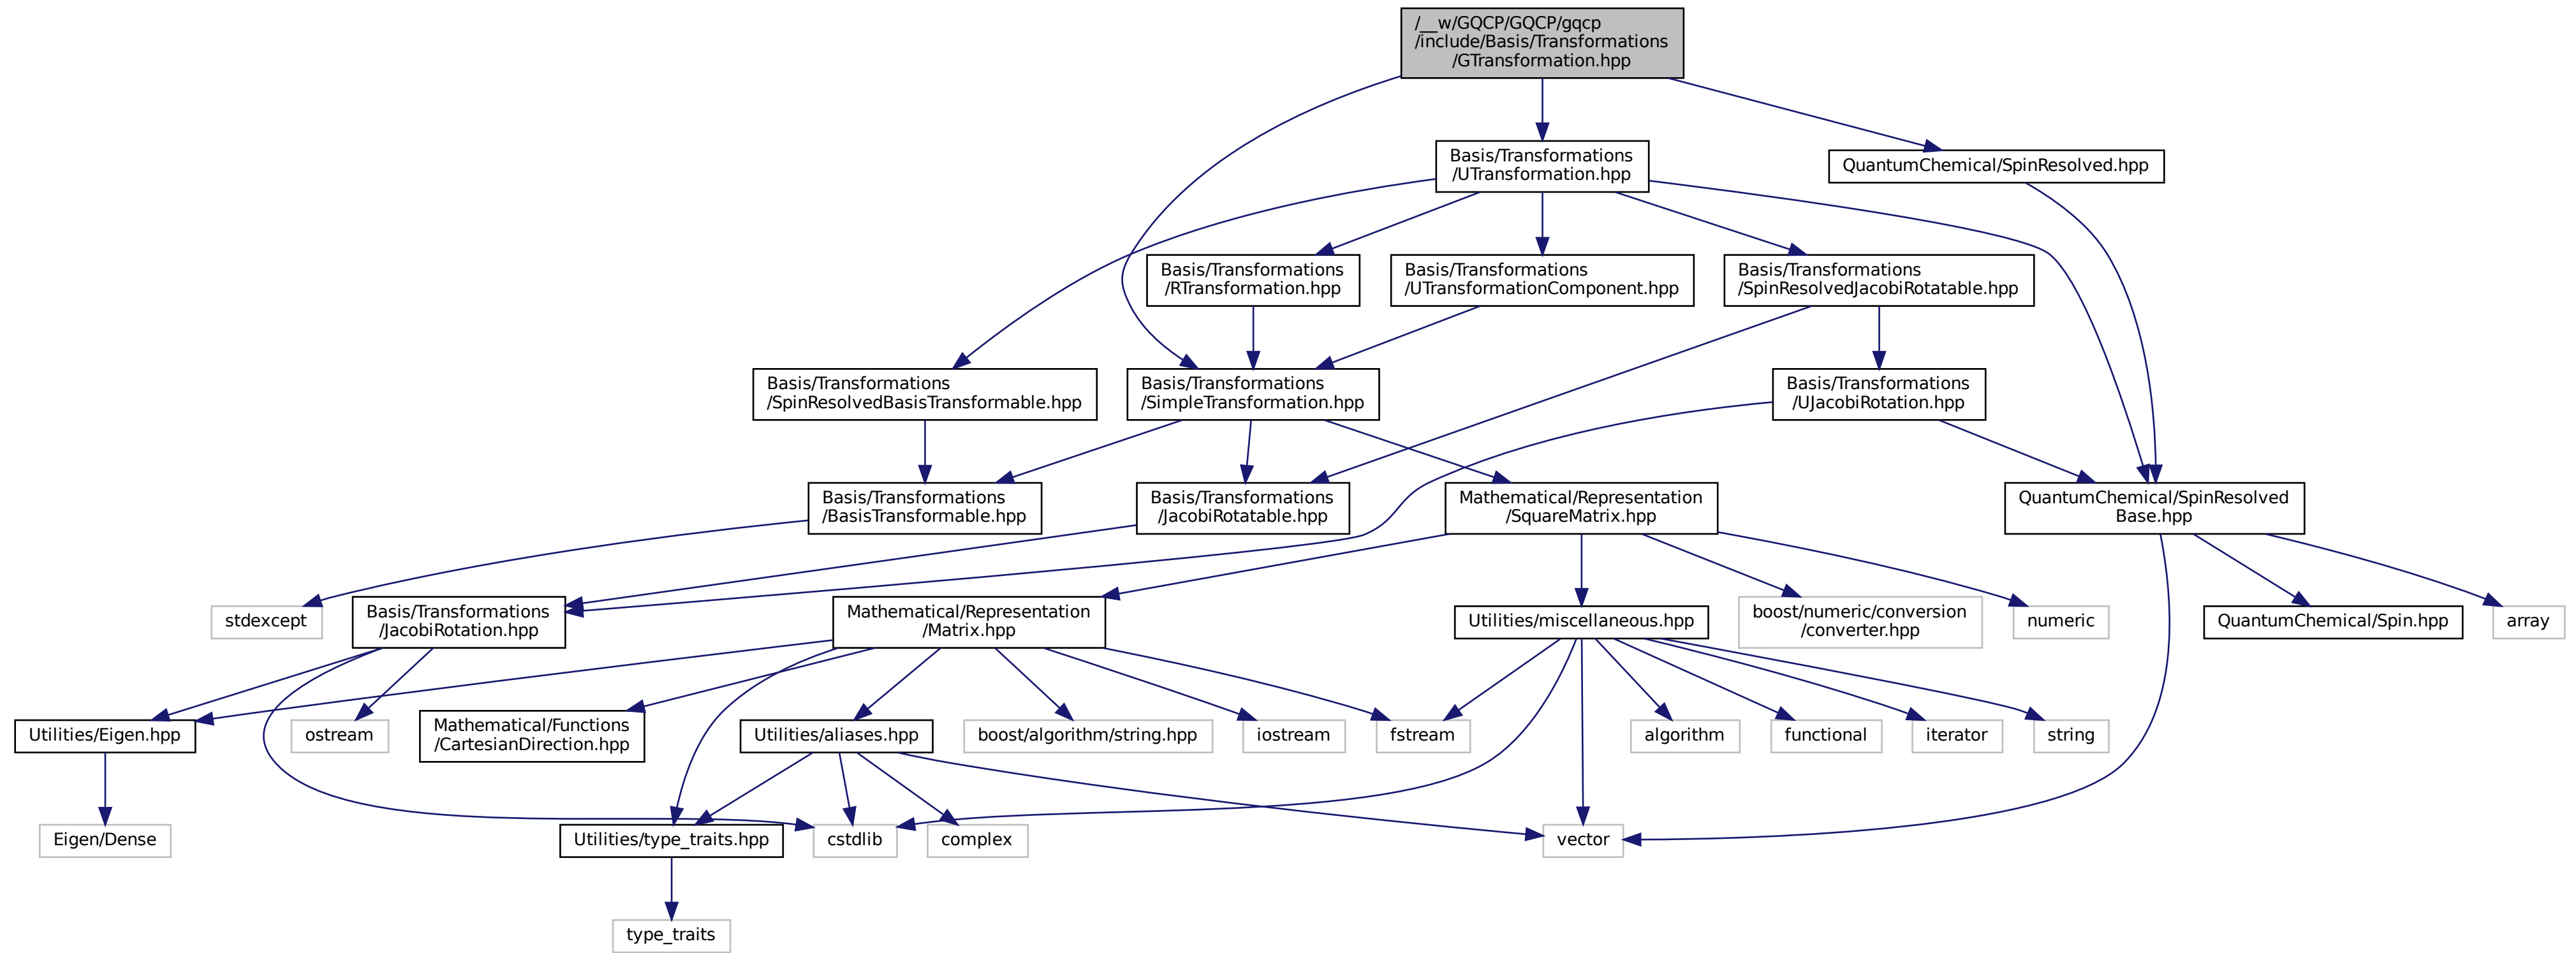 /__w/GQCP/GQCP/gqcp
/include/Basis/Transformations
/GTransformation.hpp
Basis/Transformations
/UTransformation.hpp
QuantumChemical/SpinResolved.hpp
Basis/Transformations
/RTransformation.hpp
Basis/Transformations
/UTransformationComponent.hpp
Basis/Transformations
/SpinResolvedJacobiRotatable.hpp
Basis/Transformations
/SpinResolvedBasisTransformable.hpp
Basis/Transformations
/SimpleTransformation.hpp
Basis/Transformations
/UJacobiRotation.hpp
Basis/Transformations
/BasisTransformable.hpp
Basis/Transformations
/JacobiRotatable.hpp
Mathematical/Representation
/SquareMatrix.hpp
QuantumChemical/SpinResolved
Base.hpp
stdexcept
Basis/Transformations
/JacobiRotation.hpp
Mathematical/Representation
/Matrix.hpp
Utilities/miscellaneous.hpp
boost/numeric/conversion
/converter.hpp
numeric
QuantumChemical/Spin.hpp
array
Utilities/Eigen.hpp
ostream
Mathematical/Functions
/CartesianDirection.hpp
Utilities/aliases.hpp
boost/algorithm/string.hpp
iostream
fstream
algorithm
functional
iterator
string
Eigen/Dense
Utilities/type_traits.hpp
cstdlib
complex
vector
type_traits